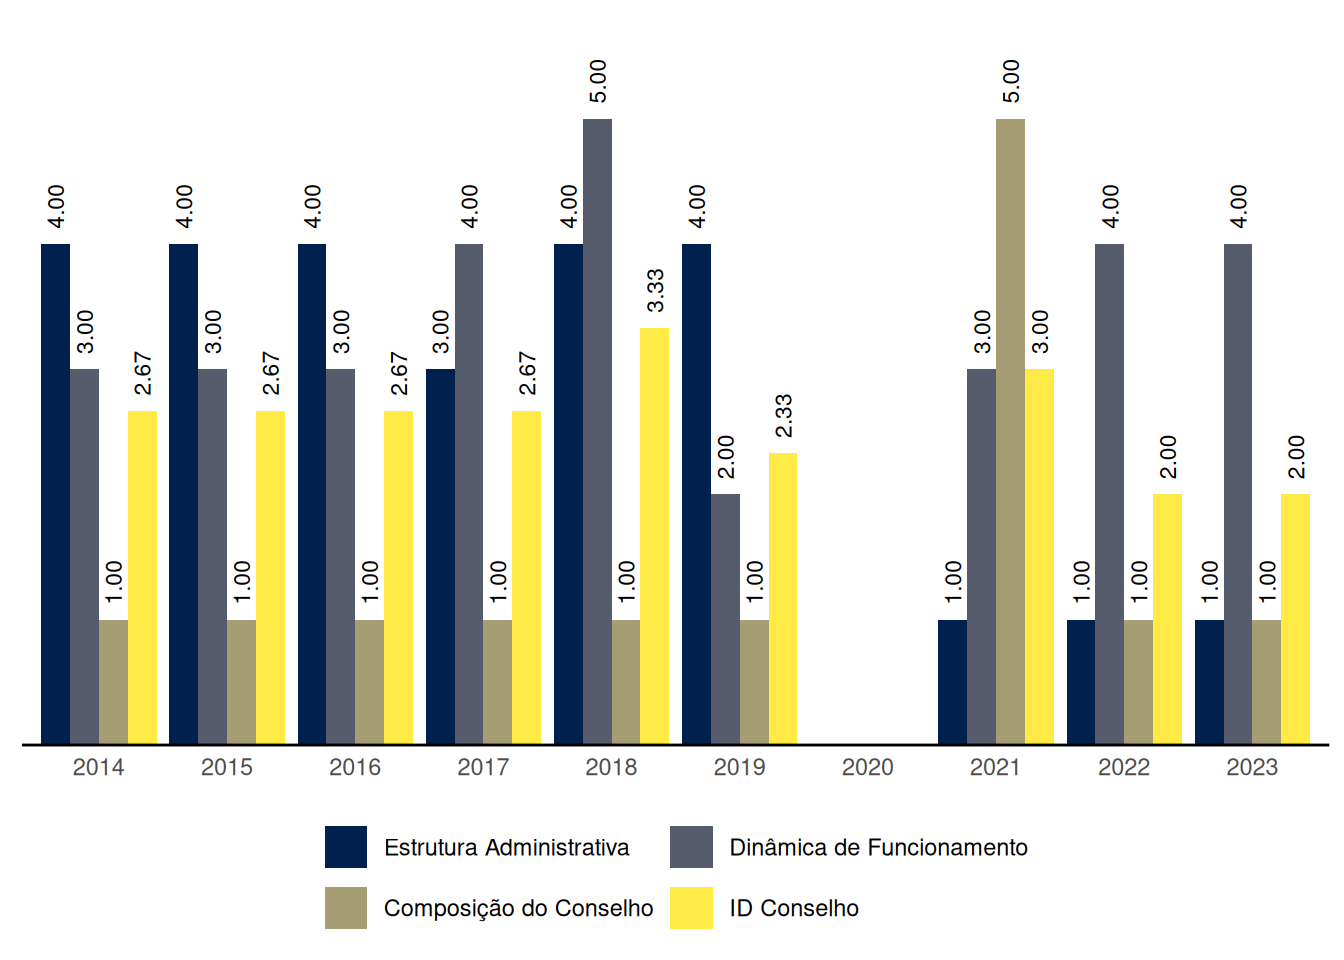 5.00 5.00
4.00 4.00 4.00 4.00 4.00 4.00 4.00 4.00
3.33
3.00 3.00 3.00 3.00 3.00 3.00
2.67 2.67 2.67 2.67
2.33
2.00 2.00 2.00
1.00 1.00 1.00 1.00 1.00 1.00 1.00 1.00 1.00 1.00 1.00
2014 2015 2016 2017 2018 2019 2020 2021 2022 2023
Estrutura Administrativa Dinâmica de Funcionamento
Composição do Conselho ID Conselho